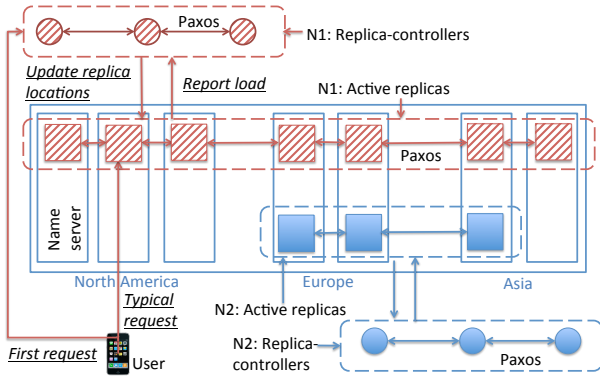 Paxos
N1: Replica-controllers
Update replica
locations
Report load
N1: Active replicas
Paxos
Name
server
North America
Europe
Asia
Typical
request
N2: Active replicas
First request
User
N2: Replica-
controllers
Paxos